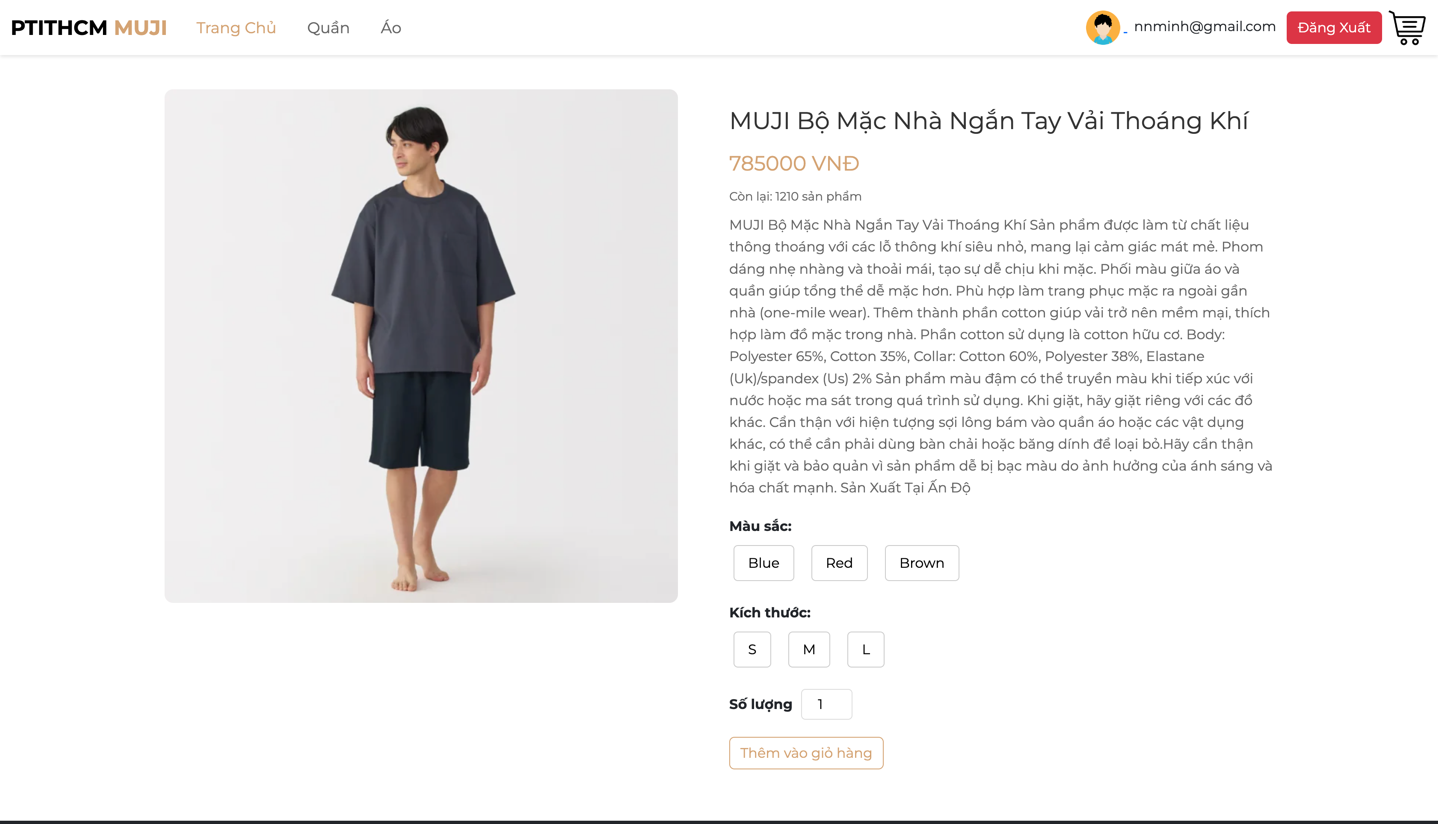 PTITHCM MUJI Trang Chủ Quần Áo nnminh@gmail.com Đăng Xuất
MUJI Bộ Mặc Nhà Ngắn Tay Vải Thoáng Khí
785000 VNĐ
Còn lại: 1210 sản phẩm
MUJI Bộ Mặc Nhà Ngắn Tay Vải Thoáng Khí Sản phẩm được làm từ chất liệu
thông thoáng với các lỗ thông khí siêu nhỏ, mang lại cảm giác mát mẻ. Phom
dáng nhẹ nhàng và thoải mái, tạo sự dễ chịu khi mặc. Phối màu giữa áo và
quần giúp tổng thể dễ mặc hơn. Phù hợp làm trang phục mặc ra ngoài gần
nhà (one-mile wear). Thêm thành phần cotton giúp vải trở nên mềm mại, thích
hợp làm đồ mặc trong nhà. Phần cotton sử dụng là cotton hữu cơ. Body:
Polyester 65%, Cotton 35%, Collar: Cotton 60%, Polyester 38%, Elastane
(Uk)/spandex (Us) 2% Sản phẩm màu đậm có thể truyền màu khi tiếp xúc với
nước hoặc ma sát trong quá trình sử dụng. Khi giặt, hãy giặt riêng với các đồ
khác. Cẩn thận với hiện tượng sợi lông bám vào quần áo hoặc các vật dụng
khác, có thể cần phải dùng bàn chải hoặc băng dính để loại bỏ.Hãy cẩn thận
khi giặt và bảo quản vì sản phẩm dễ bị bạc màu do ảnh hưởng của ánh sáng và
hóa chất mạnh. Sản Xuất Tại Ấn Độ
Màu sắc:
Blue Red Brown
Kích thước:
S M L
Số lượng 1
Thêm vào giỏ hàng